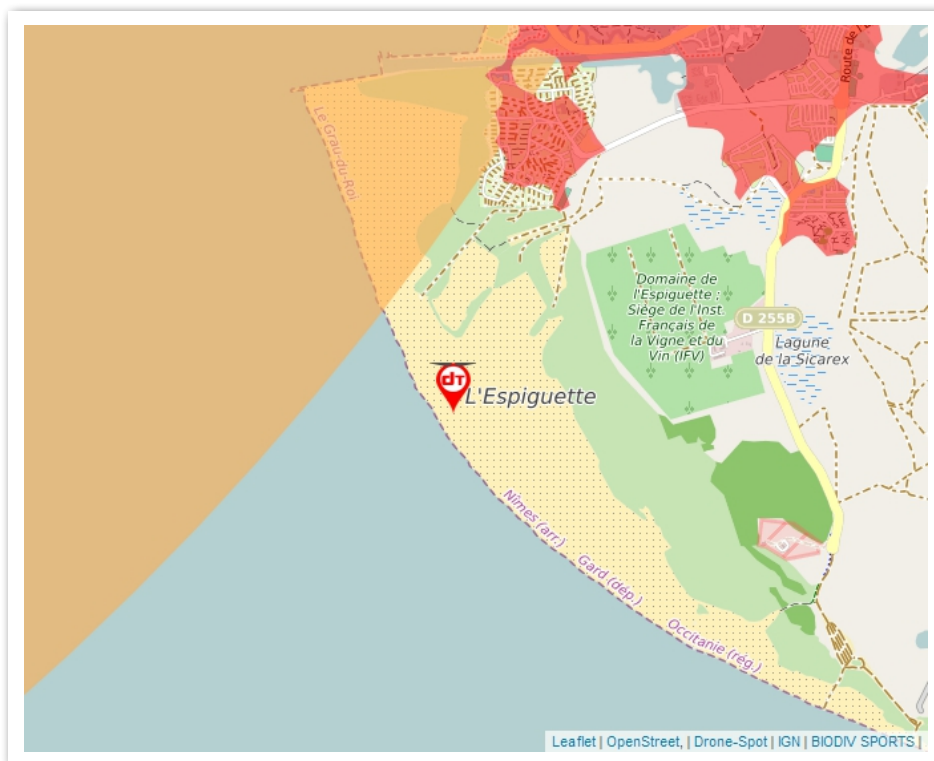 Route de l'
Le Grau-du-Roi
Domaine de
l'Espiguette ;
Siège de l'Inst.
Français de
la Vigne et du
Vin (IFV)
D 255B
Lagune
de la Sicarex
dT
L'Espiguette
Nîmes (arr.)
Gard (dép.)
Occitanie (rég.)
Leaflet | OpenStreet, | Drone-Spot | IGN | BIODIV SPORTS |